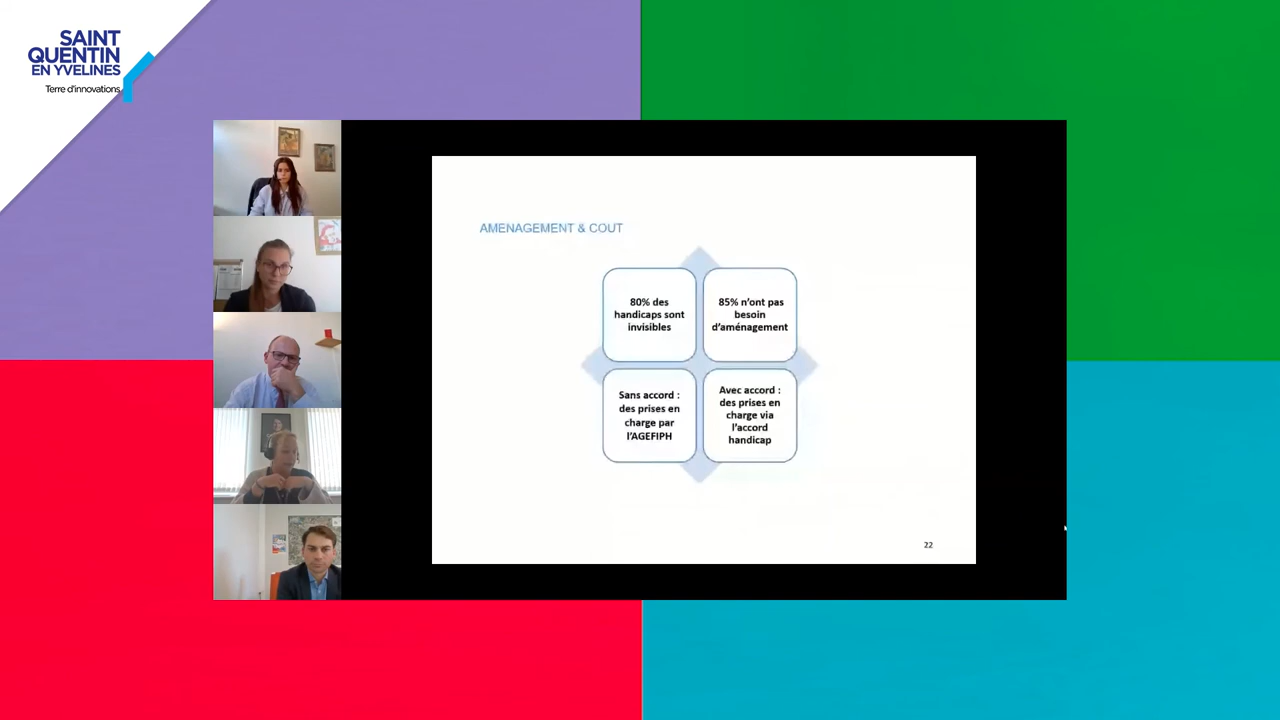 SAINT
QUENTIN
EN YVELINES
Terre d'innovations
AMENAGEMENT & COUT
80% des
handicaps sont
invisibles
85% n'ont pas
besoin
d'aménagement
Sans accord :
des prises en
charge par
l'AGEFIPH
Avec accord :
des prises en
charge via
l'accord
handicap
22